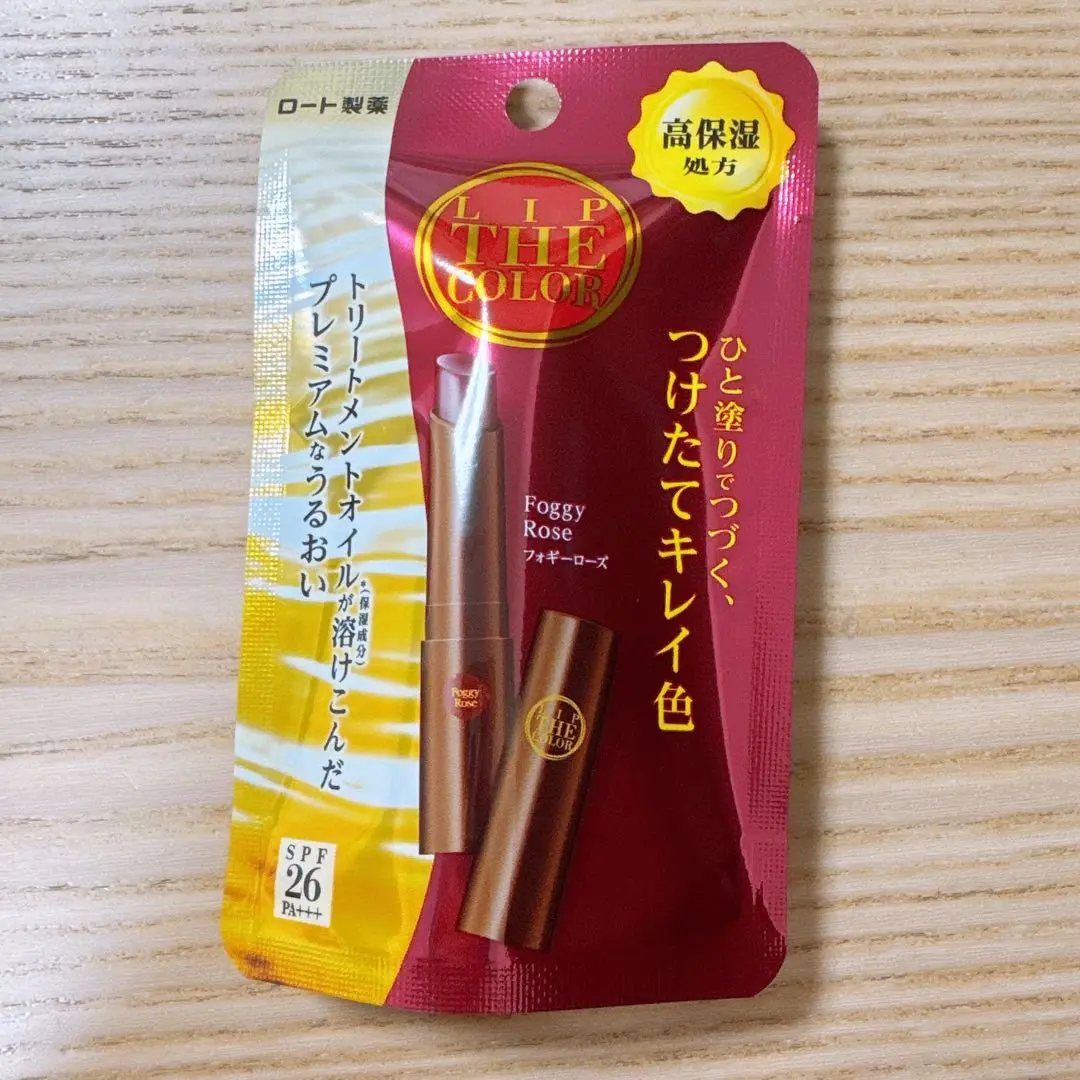 ロート製薬
高保湿
処方
LIP
THE
COLOR
ひと塗りでつづく、
つけたてキレイ色
トリートメントオイルが溶けこんだ
*(保湿成分)
プレミアムなうるおい
Foggy
Rose
フォギーローズ
Foggy
Rose
LIP
THE
COLOR
SPF
26
PA+++